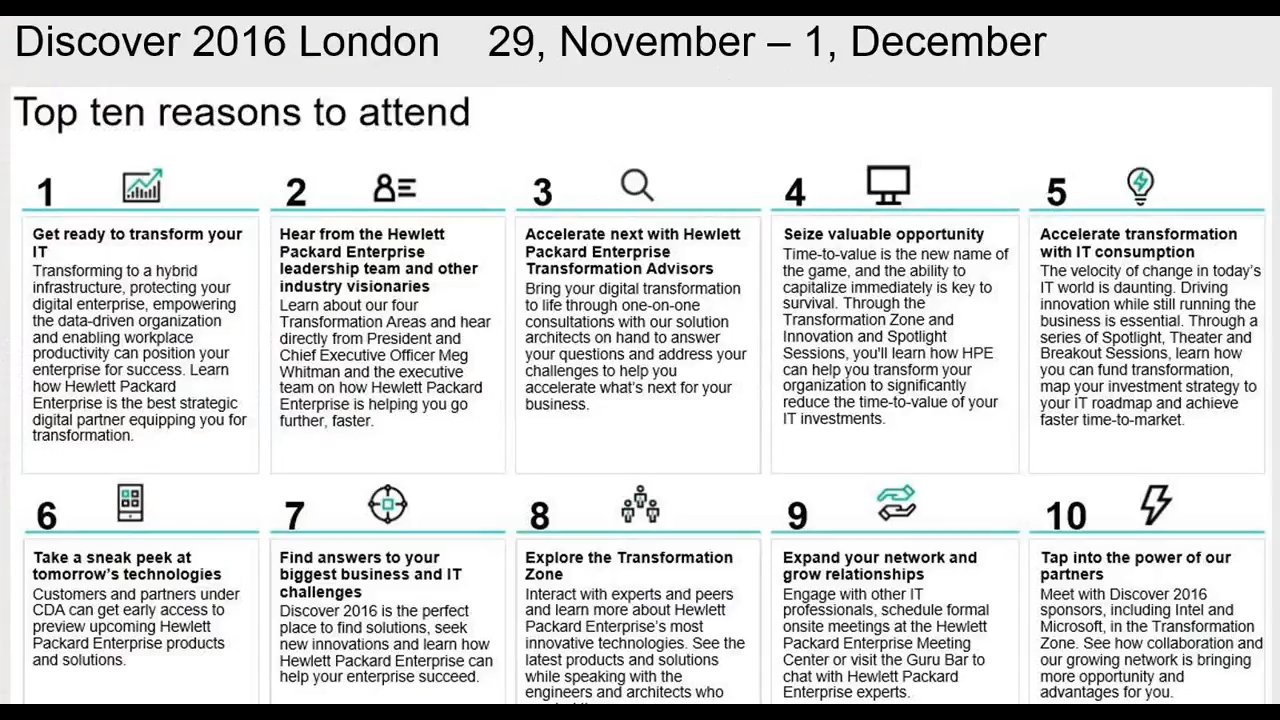 Discover 2016 London 29, November – 1, December
Top ten reasons to attend
1
Get ready to transform your
IT
Transforming to a hybrid
infrastructure, protecting your
digital enterprise, empowering
the data-driven organization
and enabling workplace
productivity can position your
enterprise for success. Learn
how Hewlett Packard
Enterprise is the best strategic
digital partner equipping you for
transformation.
2
Hear from the Hewlett
Packard Enterprise
leadership team and other
industry visionaries
Learn about our four
Transformation Areas and hear
directly from President and
Chief Executive Officer Meg
Whitman and the executive
team on how Hewlett Packard
Enterprise is helping you go
further, faster.
3
Accelerate next with Hewlett
Packard Enterprise
Transformation Advisors
Bring your digital transformation
to life through one-on-one
consultations with our solution
architects on hand to answer
your questions and address your
challenges to help you
accelerate what's next for your
business.
4
Seize valuable opportunity
Time-to-value is the new name of
the game, and the ability to
capitalize immediately is key to
survival. Through the
Transformation Zone and
Innovation and Spotlight
Sessions, you'll learn how HPE
can help you transform your
organization to significantly
reduce the time-to-value of your
IT investments.
5
Accelerate transformation
with IT consumption
The velocity of change in today's
IT world is daunting. Driving
innovation while still running the
business is essential. Through a
series of Spotlight, Theater and
Breakout Sessions, learn how
you can fund transformation,
map your investment strategy to
your IT roadmap and achieve
faster time-to-market.
6
Take a sneak peek at
tomorrow's technologies
Customers and partners under
CDA can get early access to
preview upcoming Hewlett
Packard Enterprise products
and solutions.
7
Find answers to your
biggest business and IT
challenges
Discover 2016 is the perfect
place to find solutions, seek
new innovations and learn how
Hewlett Packard Enterprise can
help your enterprise succeed.
8
Explore the Transformation
Zone
Interact with experts and peers
and learn more about Hewlett
Packard Enterprise's most
innovative technologies. See the
latest products and solutions
while speaking with the
engineers and architects who
9
Expand your network and
grow relationships
Engage with other IT
professionals, schedule formal
onsite meetings at the Hewlett
Packard Enterprise Meeting
Center or visit the Guru Bar to
chat with Hewlett Packard
Enterprise experts.
10
Tap into the power of our
partners
Meet with Discover 2016
sponsors, including Intel and
Microsoft, in the Transformation
Zone. See how collaboration and
our growing network is bringing
more opportunity and
advantages for you.